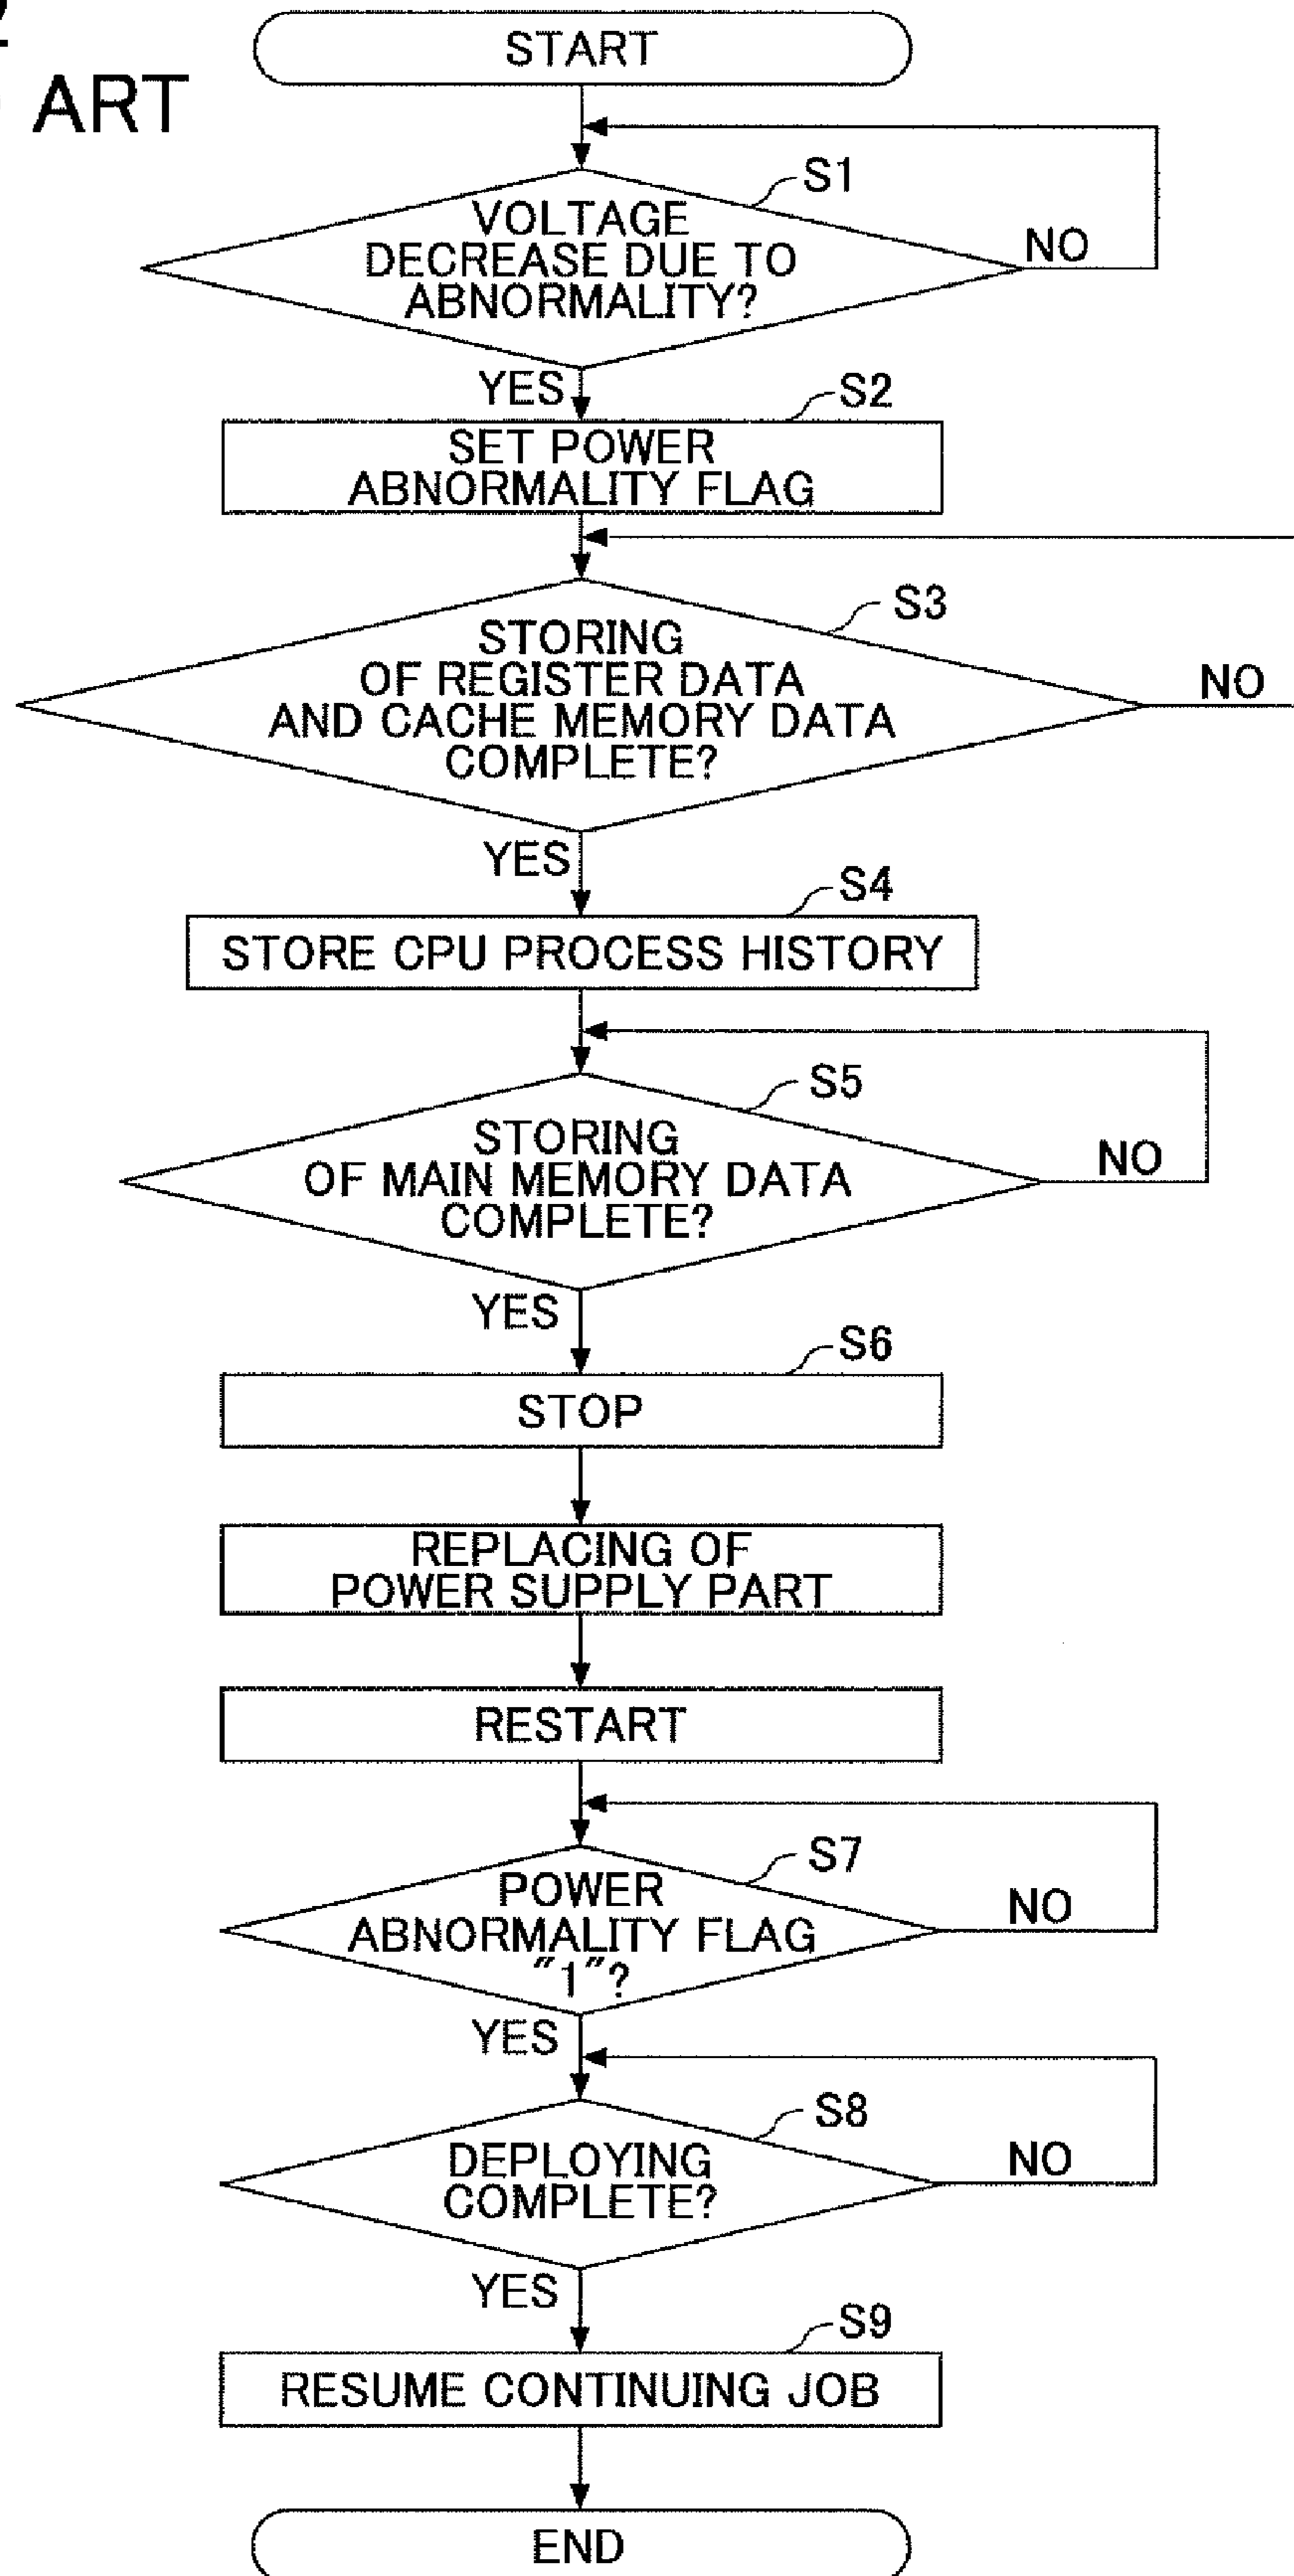 ART
START
S1
VOLTAGE
DECREASE DUE TO
ABNORMALITY?
NO
YES
S2
SET POWER
ABNORMALITY FLAG
S3
STORING
OF REGISTER DATA
AND CACHE MEMORY DATA
COMPLETE?
NO
YES
S4
STORE CPU PROCESS HISTORY
S5
STORING
OF MAIN MEMORY DATA
COMPLETE?
NO
YES
S6
STOP
REPLACING OF
POWER SUPPLY PART
RESTART
S7
POWER
ABNORMALITY FLAG
"1"?
NO
YES
S8
DEPLOYING
COMPLETE?
NO
YES
S9
RESUME CONTINUING JOB
END